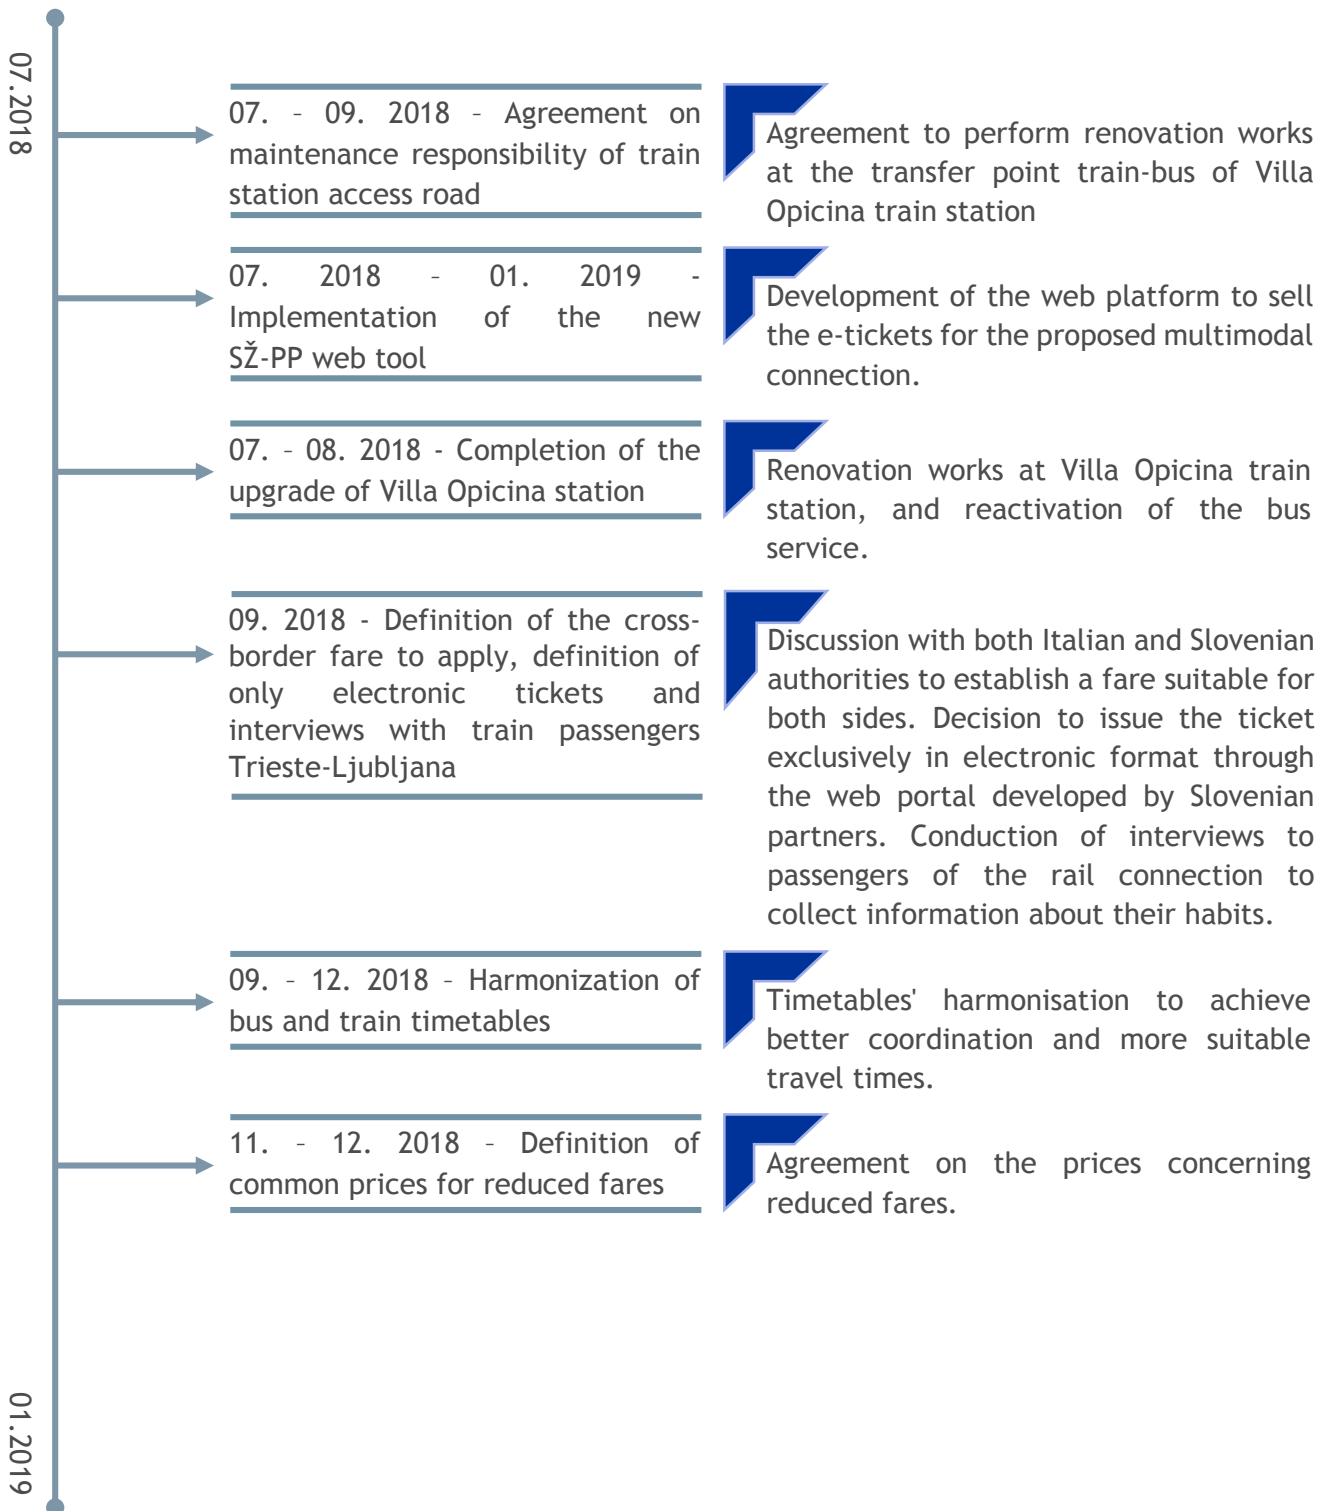 07.2018
07. – 09. 2018 – Agreement on
maintenance responsibility of train
station access road
Agreement to perform renovation works
at the transfer point train-bus of Villa
Opicina train station
07. 2018 – 01. 2019 -
Implementation of the new
SŽ-PP web tool
Development of the web platform to sell
the e-tickets for the proposed multimodal
connection.
07. – 08. 2018 - Completion of the
upgrade of Villa Opicina station
Renovation works at Villa Opicina train
station, and reactivation of the bus
service.
09. 2018 - Definition of the cross-
border fare to apply, definition of
only electronic tickets and
interviews with train passengers
Trieste-Ljubljana
Discussion with both Italian and Slovenian
authorities to establish a fare suitable for
both sides. Decision to issue the ticket
exclusively in electronic format through
the web portal developed by Slovenian
partners. Conduction of interviews to
passengers of the rail connection to
collect information about their habits.
09. – 12. 2018 – Harmonization of
bus and train timetables
Timetables' harmonisation to achieve
better coordination and more suitable
travel times.
11. – 12. 2018 – Definition of
common prices for reduced fares
Agreement on the prices concerning
reduced fares.
01.2019